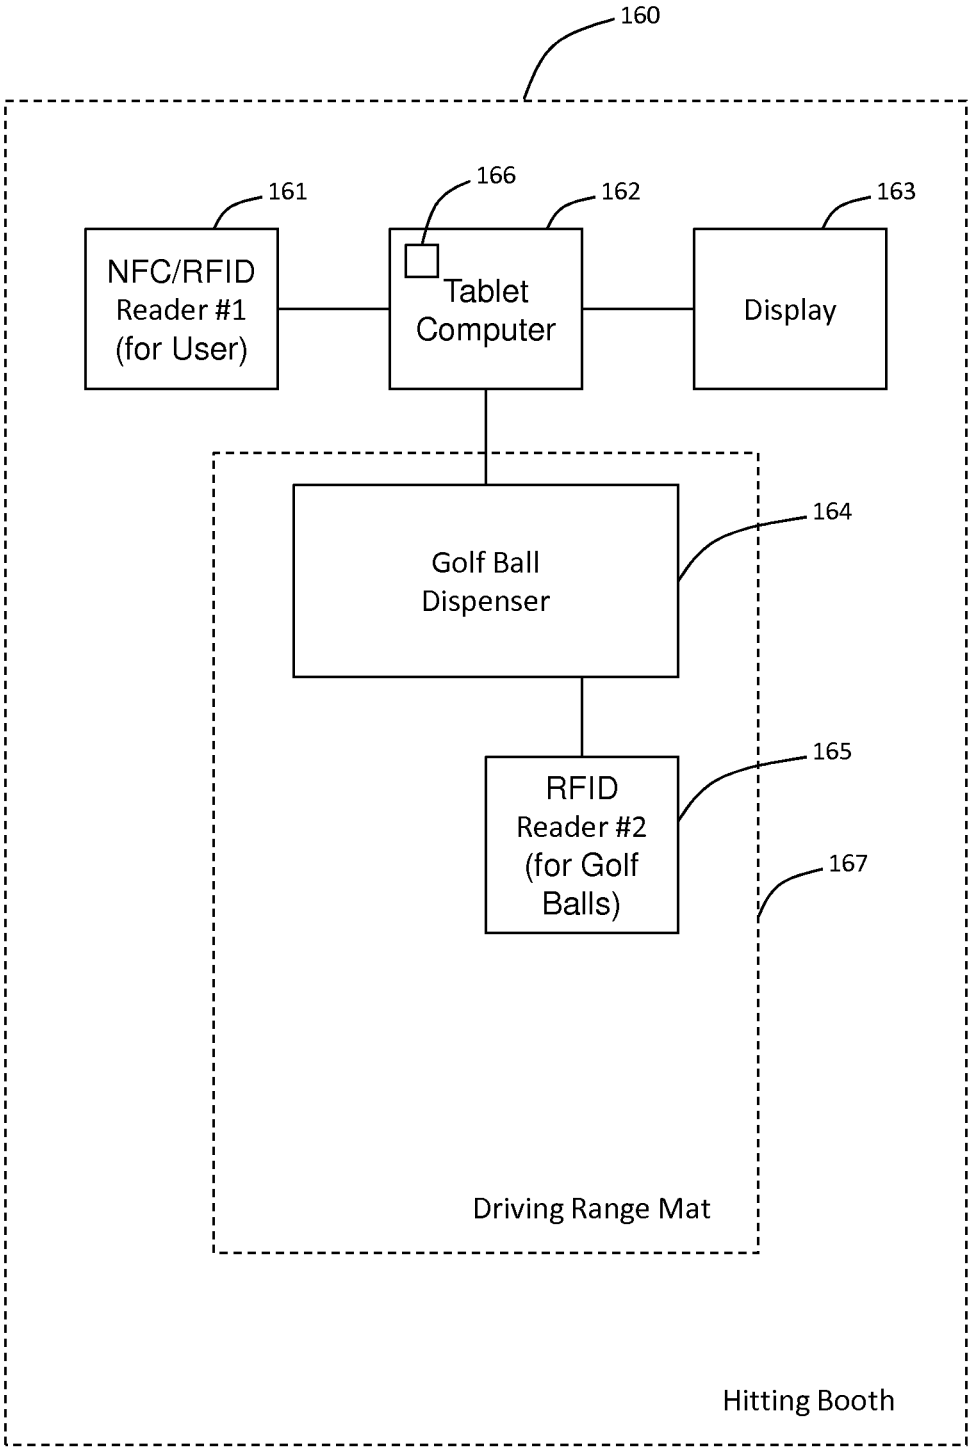 160
166
161
162
163
NFC/RFID
Reader #1
(for User)
Tablet
Computer
Display
164
Golf Ball
Dispenser
165
RFID
Reader #2
(for Golf
Balls)
167
Driving Range Mat
Hitting Booth